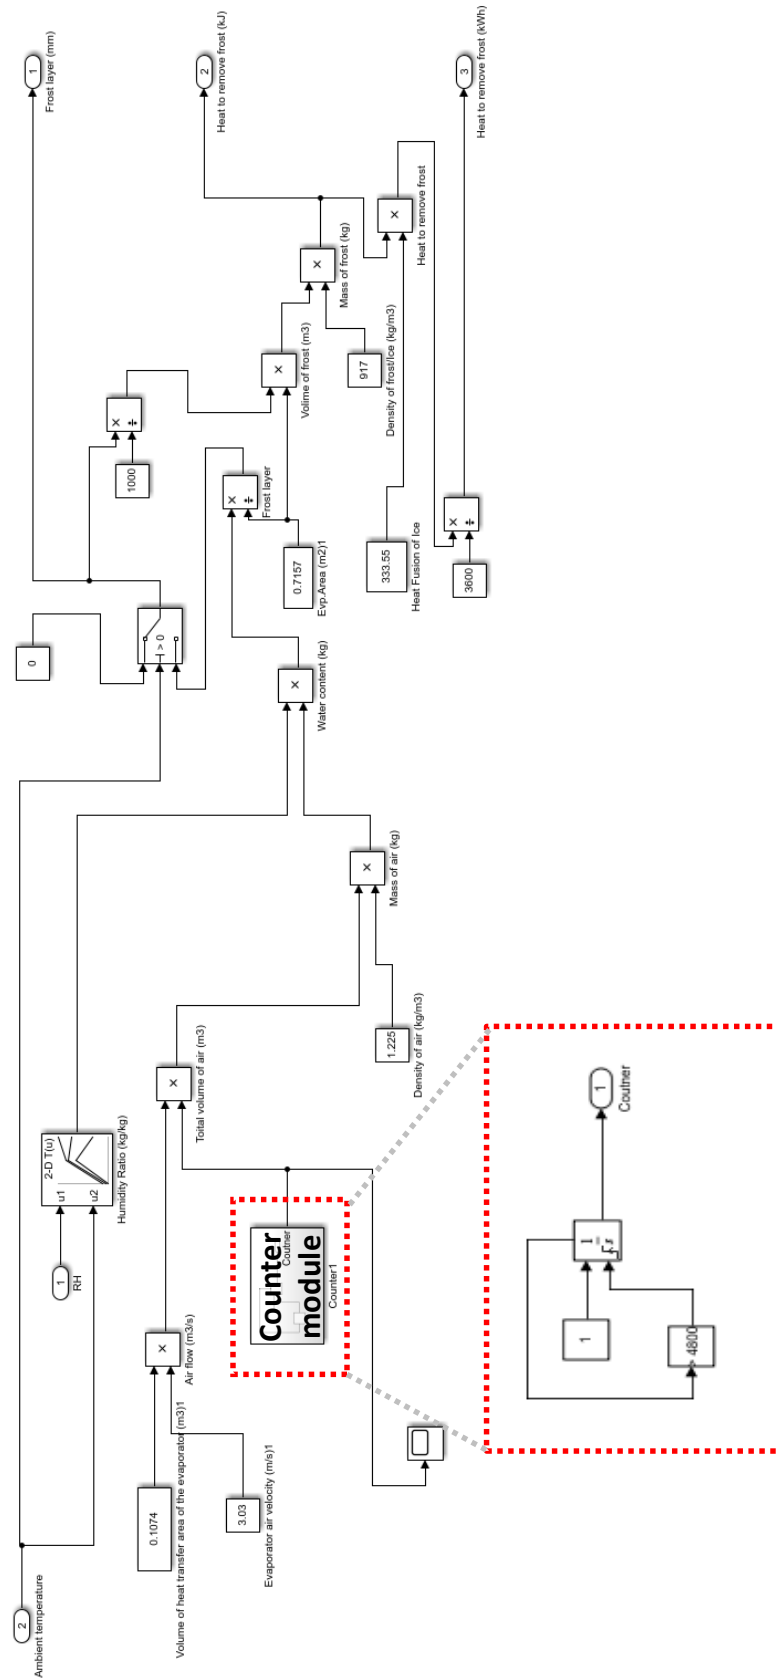 2
Ambient temperature
0.1074
Volume of heat transfer area of the evaporator (m3)1
3.03
Evaporator air velocity (m/s)1
×
Air flow (m3/s)
1
RH
2-D T(u)
u1
u2
Humidity Ratio (kg/kg)
Counter
module
Coutner
Counter1
×
Toital volume of air (m3)
1.225
Density of air (kg/m3)
×
Mass of air (kg)
×
Water content (kg)
0
> 0
0.7157
Evp.Area (m2)1
×
÷
Frost layer
1000
×
÷
×
Volime of frost (m3)
917
Density of frost/Ice (kg/m3)
×
Mass of frost (kg)
333.55
Heat Fusion of Ice
×
Heat to remove frost
3600
×
÷
1
Frost layer (mm)
2
Heat to remove frost (kJ)
3
Heat to remove frost (kWh)
1
> 4800
1
s
1
Coutner